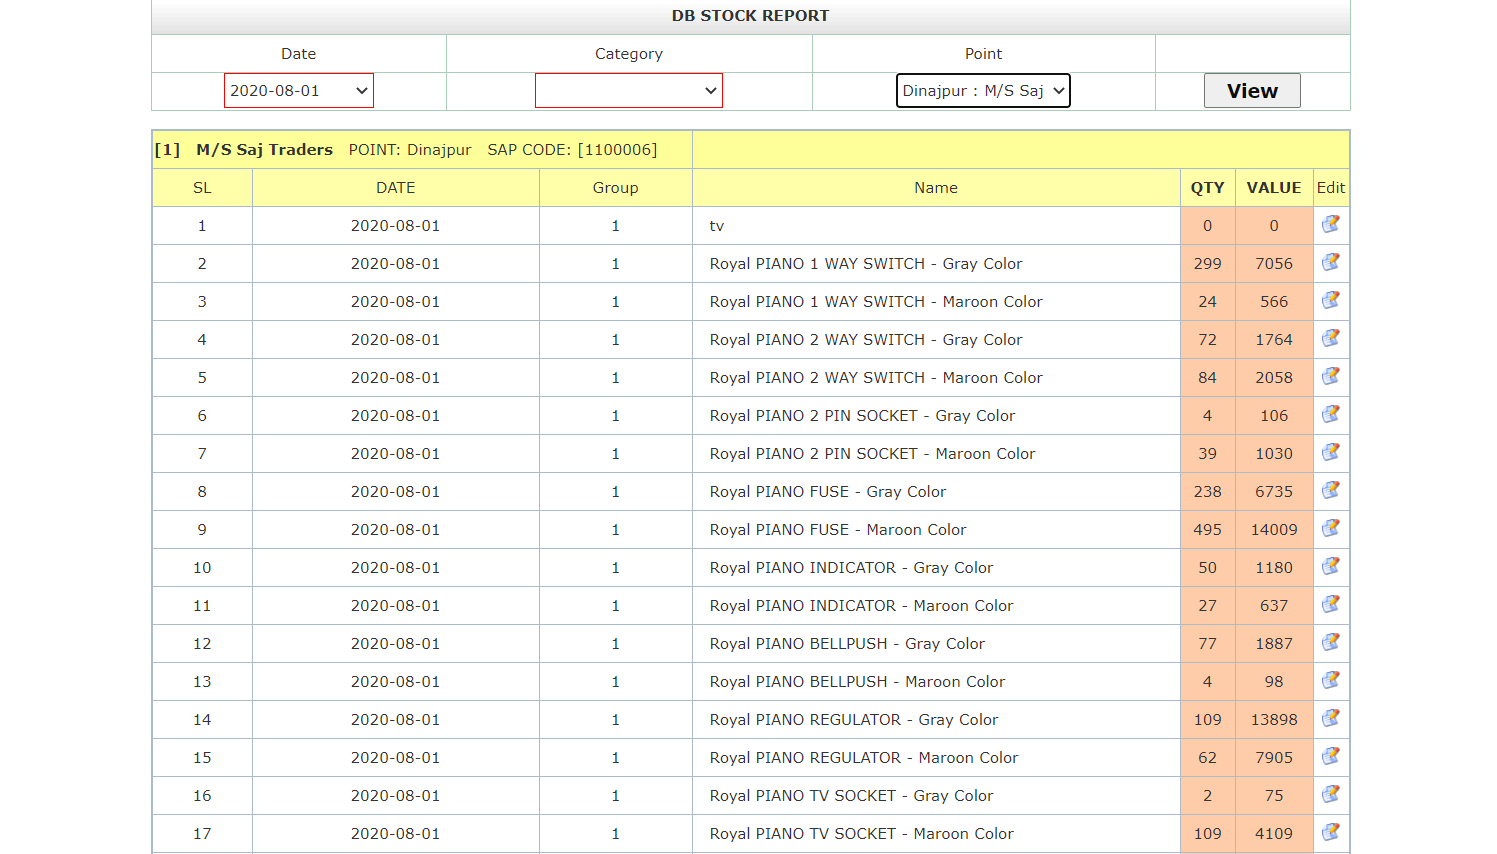 DB STOCK REPORT
Date Category Point
2020-08-01 Dinajpur : M/S Saj View
[1] M/S Saj Traders POINT: Dinajpur SAP CODE: [1100006]
SL DATE Group Name QTY VALUE Edit
1 2020-08-01 1 tv 0 0
2 2020-08-01 1 Royal PIANO 1 WAY SWITCH - Gray Color 299 7056
3 2020-08-01 1 Royal PIANO 1 WAY SWITCH - Maroon Color 24 566
4 2020-08-01 1 Royal PIANO 2 WAY SWITCH - Gray Color 72 1764
5 2020-08-01 1 Royal PIANO 2 WAY SWITCH - Maroon Color 84 2058
6 2020-08-01 1 Royal PIANO 2 PIN SOCKET - Gray Color 4 106
7 2020-08-01 1 Royal PIANO 2 PIN SOCKET - Maroon Color 39 1030
8 2020-08-01 1 Royal PIANO FUSE - Gray Color 238 6735
9 2020-08-01 1 Royal PIANO FUSE - Maroon Color 495 14009
10 2020-08-01 1 Royal PIANO INDICATOR - Gray Color 50 1180
11 2020-08-01 1 Royal PIANO INDICATOR - Maroon Color 27 637
12 2020-08-01 1 Royal PIANO BELLPUSH - Gray Color 77 1887
13 2020-08-01 1 Royal PIANO BELLPUSH - Maroon Color 4 98
14 2020-08-01 1 Royal PIANO REGULATOR - Gray Color 109 13898
15 2020-08-01 1 Royal PIANO REGULATOR - Maroon Color 62 7905
16 2020-08-01 1 Royal PIANO TV SOCKET - Gray Color 2 75
17 2020-08-01 1 Royal PIANO TV SOCKET - Maroon Color 109 4109